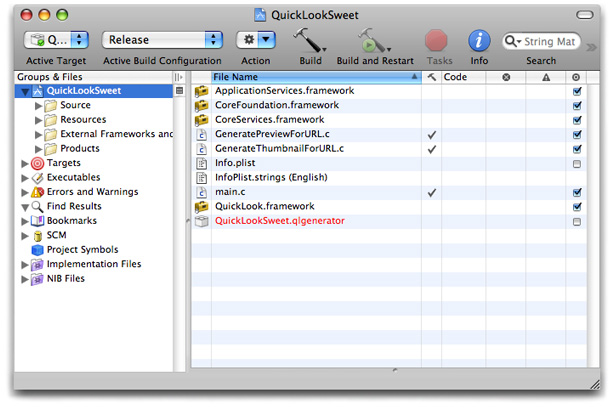 QuickLookSweet
Q... Release String Mat
Active Target Active Build Configuration Action Build Build and Restart Tasks Info Search
Groups & Files File Name Code
QuickLookSweet
Source
Resources
External Frameworks and
Products
Targets
Executables
Errors and Warnings
Find Results
Bookmarks
SCM
Project Symbols
Implementation Files
NIB Files
ApplicationServices.framework
CoreFoundation.framework
CoreServices.framework
GeneratePreviewForURL.c
GenerateThumbnailForURL.c
Info.plist
InfoPlist.strings (English)
main.c
QuickLook.framework
QuickLookSweet.qlgenerator